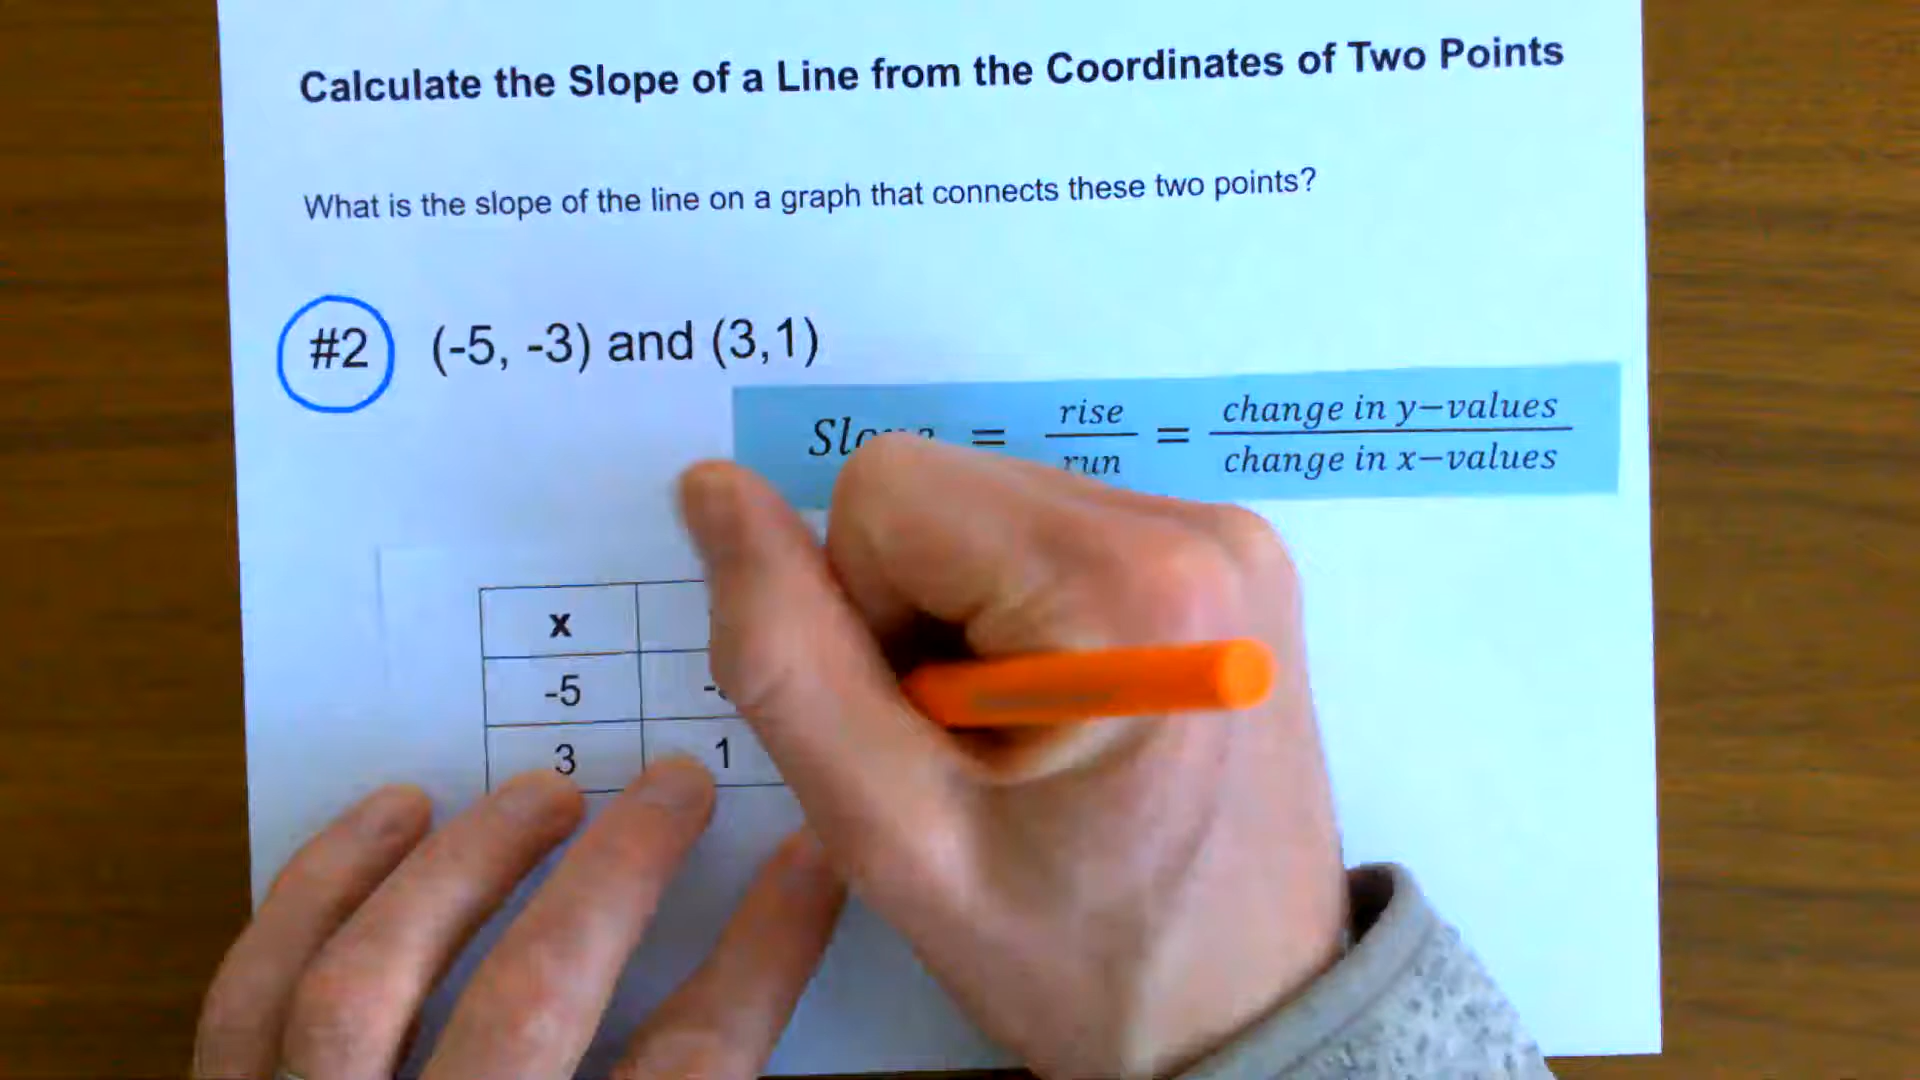 Calculate the Slope of a Line from the Coordinates of Two Points
What is the slope of the line on a graph that connects these two points?
#2 (-5, -3) and (3,1)
= rise/run = change in y−values/change in x−values
x
-5
3 1